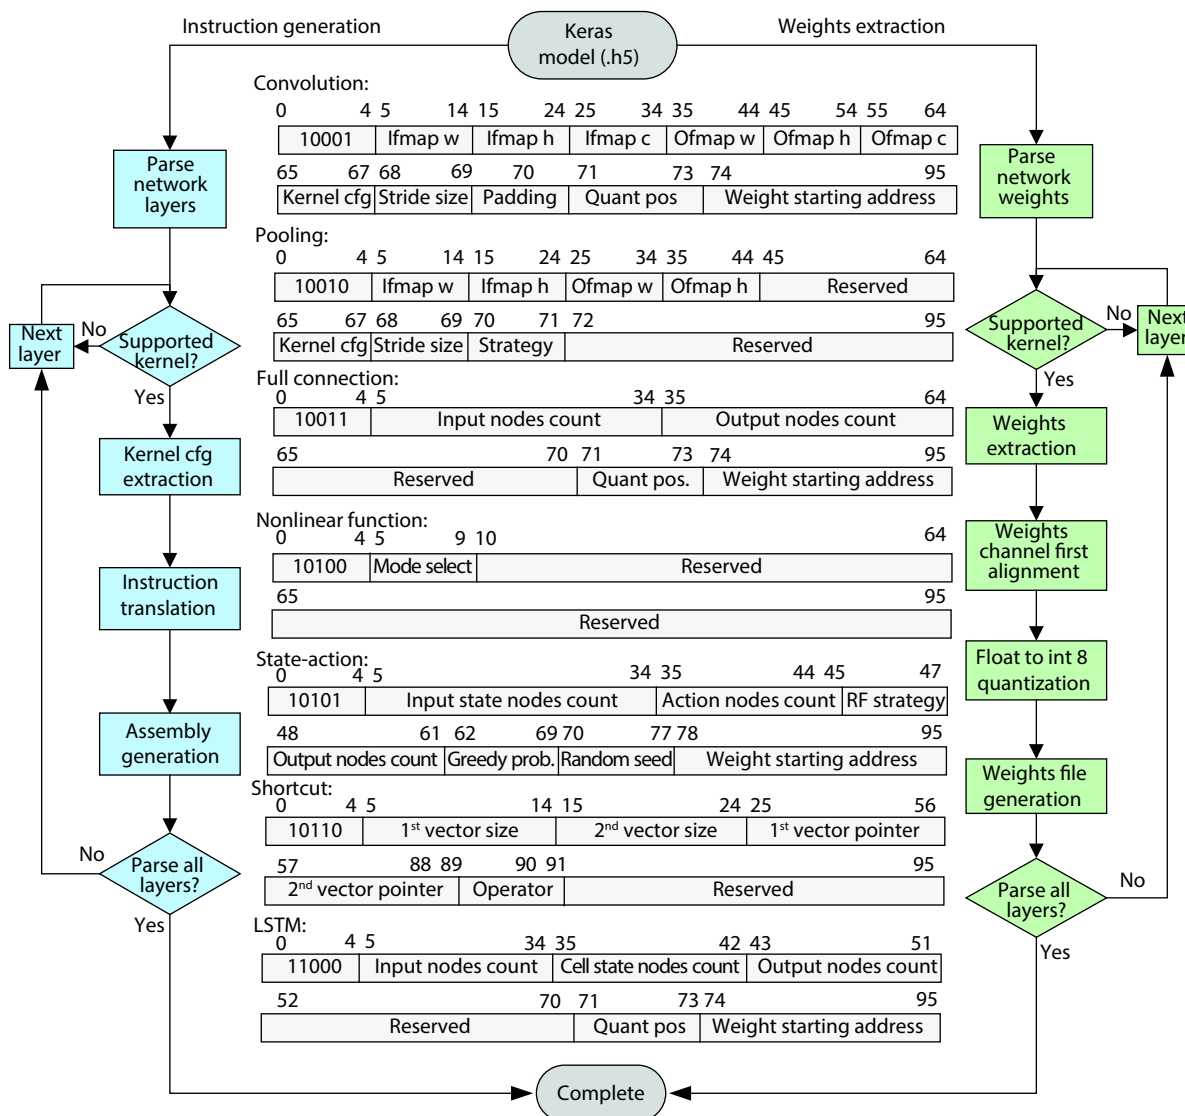 Instruction generation
Keras
model (.h5)
Weights extraction
Convolution:
0 4 5 14 15 24 25 34 35 44 45 54 55 64
10001 Ifmap w Ifmap h Ifmap c Ofmap w Ofmap h Ofmap c
65 67 68 69 70 71 73 74 95
Kernel cfg Stride size Padding Quant pos Weight starting address
Parse
network
layers
Parse
network
weights
Pooling:
0 4 5 14 15 24 25 34 35 44 45 64
10010 Ifmap w Ifmap h Ofmap w Ofmap h Reserved
65 67 68 69 70 71 72 95
Kernel cfg Stride size Strategy Reserved
Next
layer
No
Supported
kernel?
Yes
Supported
kernel?
No
Next
layer
Yes
Full connection:
0 4 5 34 35 64
10011 Input nodes count Output nodes count
65 70 71 73 74 95
Reserved Quant pos. Weight starting address
Kernel cfg
extraction
Weights
extraction
Nonlinear function:
0 4 5 9 10 64
10100 Mode select Reserved
65 95
Reserved
Instruction
translation
Weights
channel first
alignment
State-action:
0 4 5 34 35 44 45 47
10101 Input state nodes count Action nodes count RF strategy
48 61 62 69 70 77 78 95
Output nodes count Greedy prob. Random seed Weight starting address
Assembly
generation
Float to int 8
quantization
Weights file
generation
Shortcut:
0 4 5 14 15 24 25 56
10110 1st vector size 2nd vector size 1st vector pointer
57 88 89 90 91 95
2nd vector pointer Operator Reserved
No
Parse all
layers?
Yes
Parse all
layers?
No
Yes
LSTM:
0 4 5 34 35 42 43 51
11000 Input nodes count Cell state nodes count Output nodes count
52 70 71 73 74 95
Reserved Quant pos Weight starting address
Complete